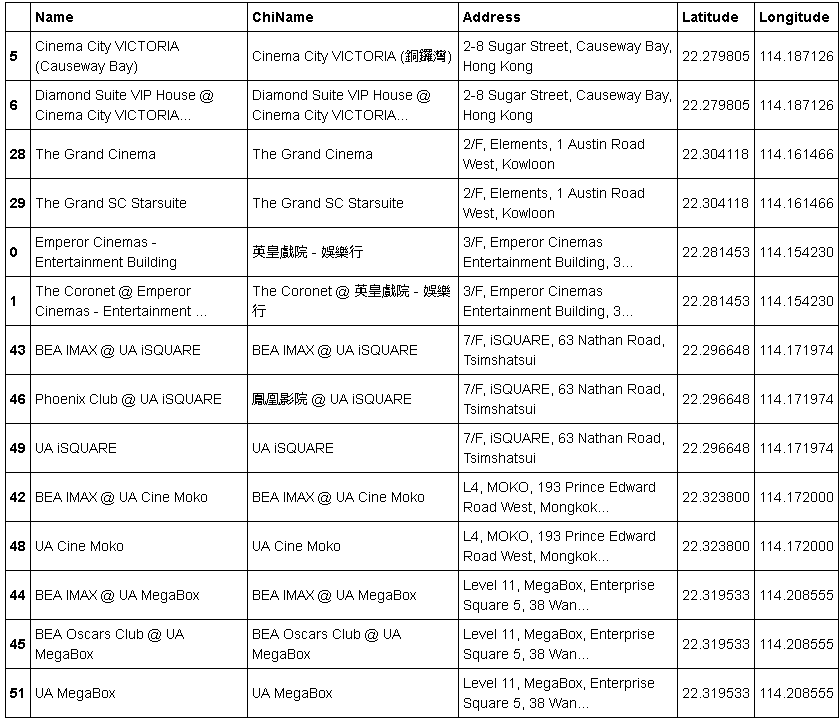 Name ChiName Address Latitude Longitude
5 Cinema City VICTORIA (Causeway Bay) Cinema City VICTORIA (銅鑼灣) 2-8 Sugar Street, Causeway Bay, Hong Kong 22.279805 114.187126
6 Diamond Suite VIP House @ Cinema City VICTORIA... Diamond Suite VIP House @ Cinema City VICTORIA... 2-8 Sugar Street, Causeway Bay, Hong Kong 22.279805 114.187126
28 The Grand Cinema The Grand Cinema 2/F, Elements, 1 Austin Road West, Kowloon 22.304118 114.161466
29 The Grand SC Starsuite The Grand SC Starsuite 2/F, Elements, 1 Austin Road West, Kowloon 22.304118 114.161466
0 Emperor Cinemas - Entertainment Building 英皇戲院 - 娛樂行 3/F, Emperor Cinemas Entertainment Building, 3... 22.281453 114.154230
1 The Coronet @ Emperor Cinemas - Entertainment ... The Coronet @ 英皇戲院 - 娛樂行 3/F, Emperor Cinemas Entertainment Building, 3... 22.281453 114.154230
43 BEA IMAX @ UA iSQUARE BEA IMAX @ UA iSQUARE 7/F, iSQUARE, 63 Nathan Road, Tsimshatsui 22.296648 114.171974
46 Phoenix Club @ UA iSQUARE 鳳凰影院 @ UA iSQUARE 7/F, iSQUARE, 63 Nathan Road, Tsimshatsui 22.296648 114.171974
49 UA iSQUARE UA iSQUARE 7/F, iSQUARE, 63 Nathan Road, Tsimshatsui 22.296648 114.171974
42 BEA IMAX @ UA Cine Moko BEA IMAX @ UA Cine Moko L4, MOKO, 193 Prince Edward Road West, Mongkok... 22.323800 114.172000
48 UA Cine Moko UA Cine Moko L4, MOKO, 193 Prince Edward Road West, Mongkok... 22.323800 114.172000
44 BEA IMAX @ UA MegaBox BEA IMAX @ UA MegaBox Level 11, MegaBox, Enterprise Square 5, 38 Wan... 22.319533 114.208555
45 BEA Oscars Club @ UA MegaBox BEA Oscars Club @ UA MegaBox Level 11, MegaBox, Enterprise Square 5, 38 Wan... 22.319533 114.208555
51 UA MegaBox UA MegaBox Level 11, MegaBox, Enterprise Square 5, 38 Wan... 22.319533 114.208555